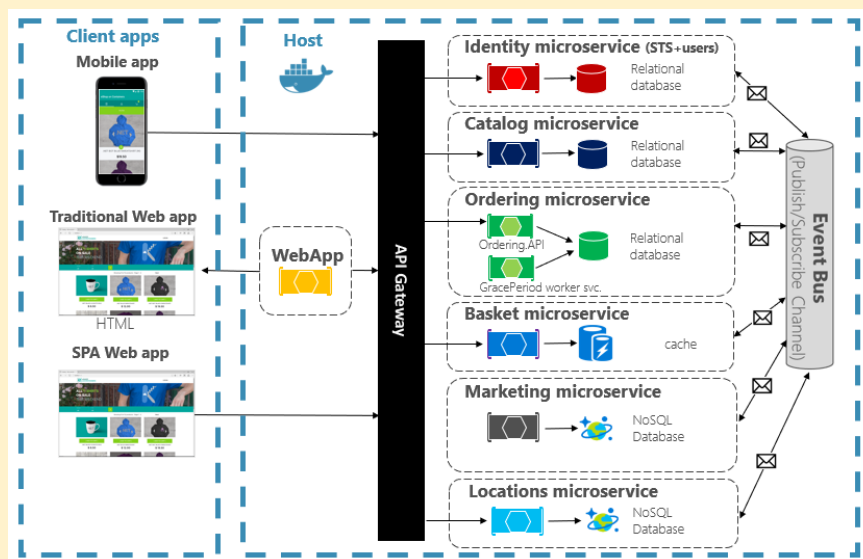 Client apps
Mobile app
Traditional Web app
HTML
SPA Web app
Host
WebApp
API Gateway
Identity microservice (STS+users)
Relational
database
Catalog microservice
Relational
database
Ordering microservice
Ordering.API
Relational
database
GracePeriod worker svc.
Basket microservice
cache
Marketing microservice
NoSQL
Database
Locations microservice
NoSQL
Database
Event Bus
(Publish/Subscribe Channel)